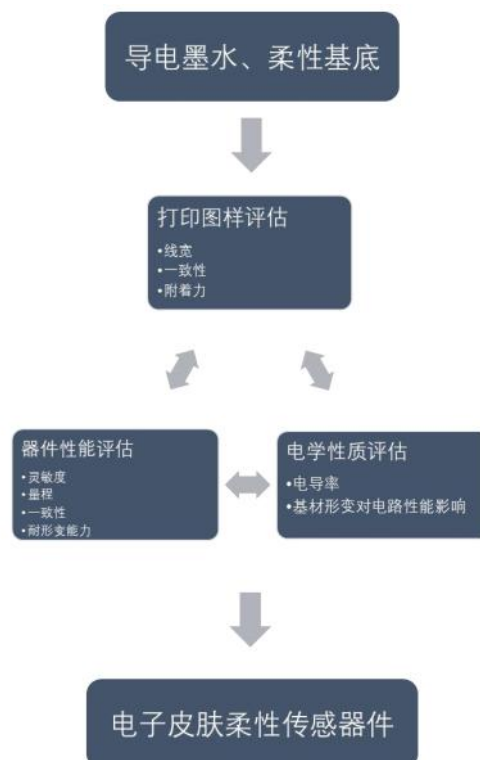 导电墨水、柔性基底
打印图样评估
•线宽
•一致性
•附着力
器件性能评估
•灵敏度
•量程
•一致性
•耐形变能力
电学性质评估
•电导率
•基材形变对电路性能影响
电子皮肤柔性传感器件